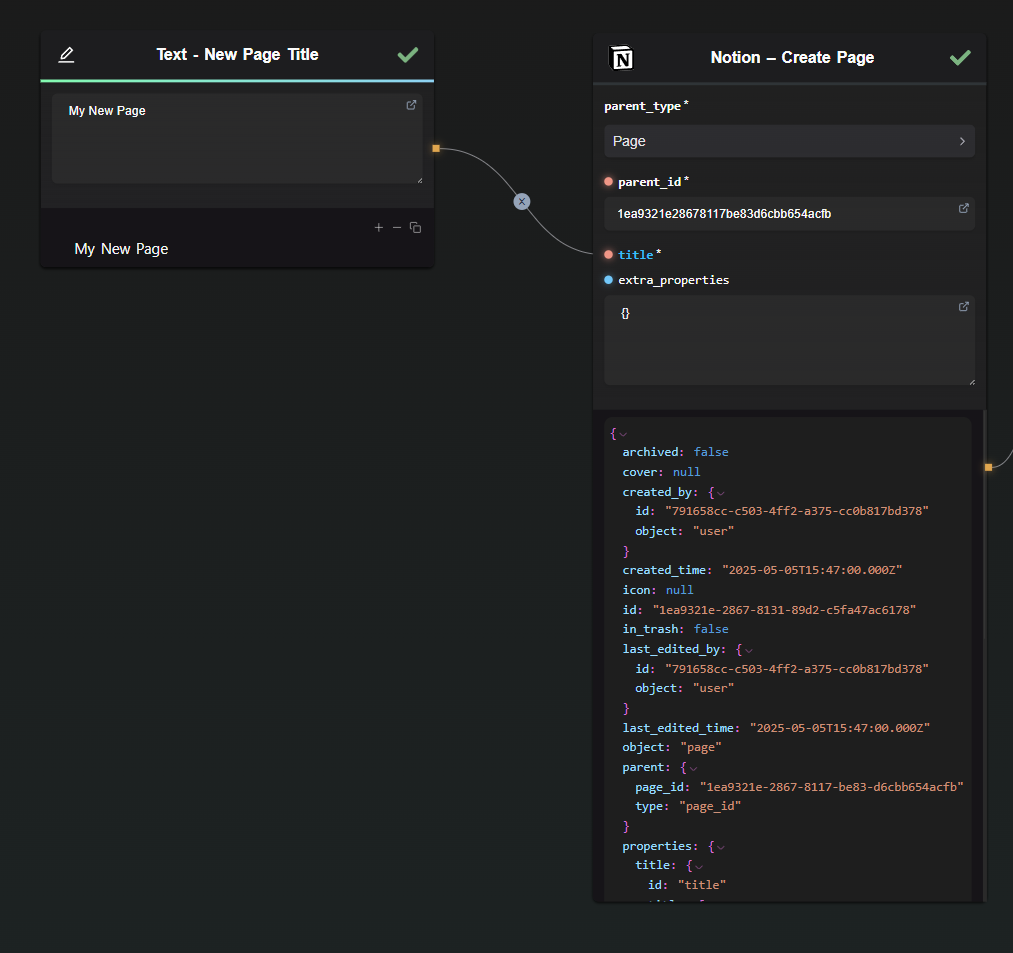 Text - New Page Title
My New Page
My New Page
Notion – Create Page
parent_type*
Page
parent_id*
1ea9321e28678117be83d6cbb654acfb
title*
extra_properties
{}
{
archived: false
cover: null
created_by: {
id: "791658cc-c503-4ff2-a375-cc0b817bd378"
object: "user"
}
created_time: "2025-05-05T15:47:00.000Z"
icon: null
id: "1ea9321e-2867-8131-89d2-c5fa47ac6178"
in_trash: false
last_edited_by: {
id: "791658cc-c503-4ff2-a375-cc0b817bd378"
object: "user"
}
last_edited_time: "2025-05-05T15:47:00.000Z"
object: "page"
parent: {
page_id: "1ea9321e-2867-8117-be83-d6cbb654acfb"
type: "page_id"
}
properties: {
title: {
id: "title"